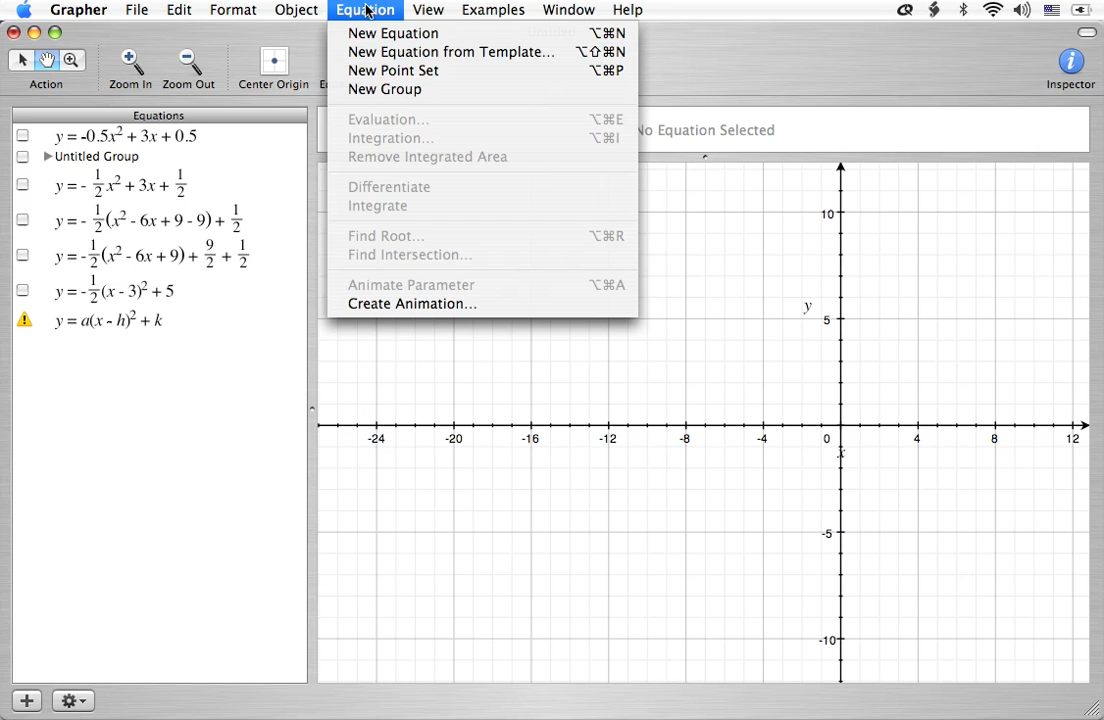 Grapher File Edit Format Object Equation View Examples Window Help
New Equation ⌥⌘N
New Equation from Template... ⌥⇧⌘N
New Point Set ⌥⌘P
New Group
Evaluation... ⌥⌘E
Integration... ⌥⌘I
Remove Integrated Area
Differentiate
Integrate
Find Root... ⌥⌘R
Find Intersection...
Animate Parameter ⌥⌘A
Create Animation...
Action Zoom In Zoom Out Center Origin Inspector
Equations
No Equation Selected
y = -0.5x² + 3x + 0.5
Untitled Group
y = - 1/2 x² + 3x + 1/2
y = - 1/2 (x² - 6x + 9 - 9) + 1/2
y = - 1/2 (x² - 6x + 9) + 9/2 + 1/2
y = - 1/2 (x - 3)² + 5
y = a(x - h)² + k
10
y
5
-24 -20 -16 -12 -8 -4 0 4 8 12
x
-5
-10